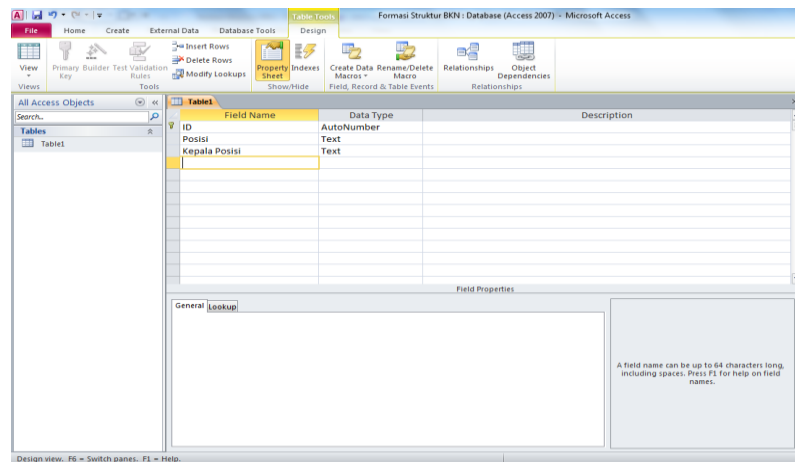 Table Tools
Formasi Struktur BKN : Database (Access 2007) - Microsoft Access
File Home Create External Data Database Tools Design
View
Primary Key
Builder
Test Validation Rules
Insert Rows
Delete Rows
Modify Lookups
Property Sheet
Indexes
Create Data Macros
Rename/Delete Macro
Relationships
Object Dependencies
Views Tools Show/Hide Field, Record & Table Events Relationships
All Access Objects
Search...
Tables
Table1
Table1
Field Name Data Type Description
ID AutoNumber
Posisi Text
Kepala Posisi Text
Field Properties
General Lookup
A field name can be up to 64 characters long,
including spaces. Press F1 for help on field
names.
Design view. F6 = Switch panes. F1 = Help.